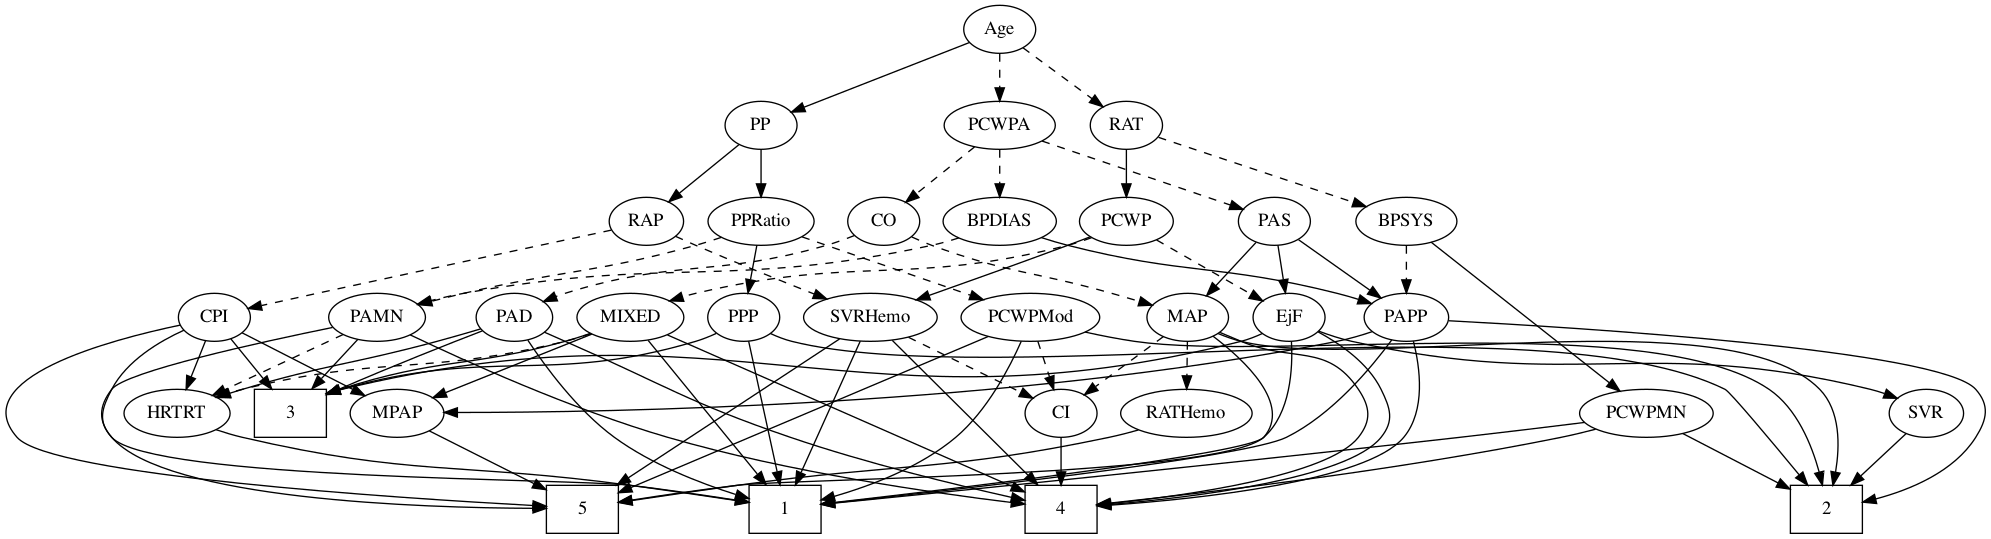 Age
PP
PCWPA
RAT
RAP
PPRatio
CO
BPDIAS
PCWP
PAS
BPSYS
CPI
PAMN
PAD
MIXED
PPP
SVRHemo
PCWPMod
MAP
EjF
PAPP
HRTRT
3
MPAP
CI
RATHemo
PCWPMN
SVR
5
1
4
2